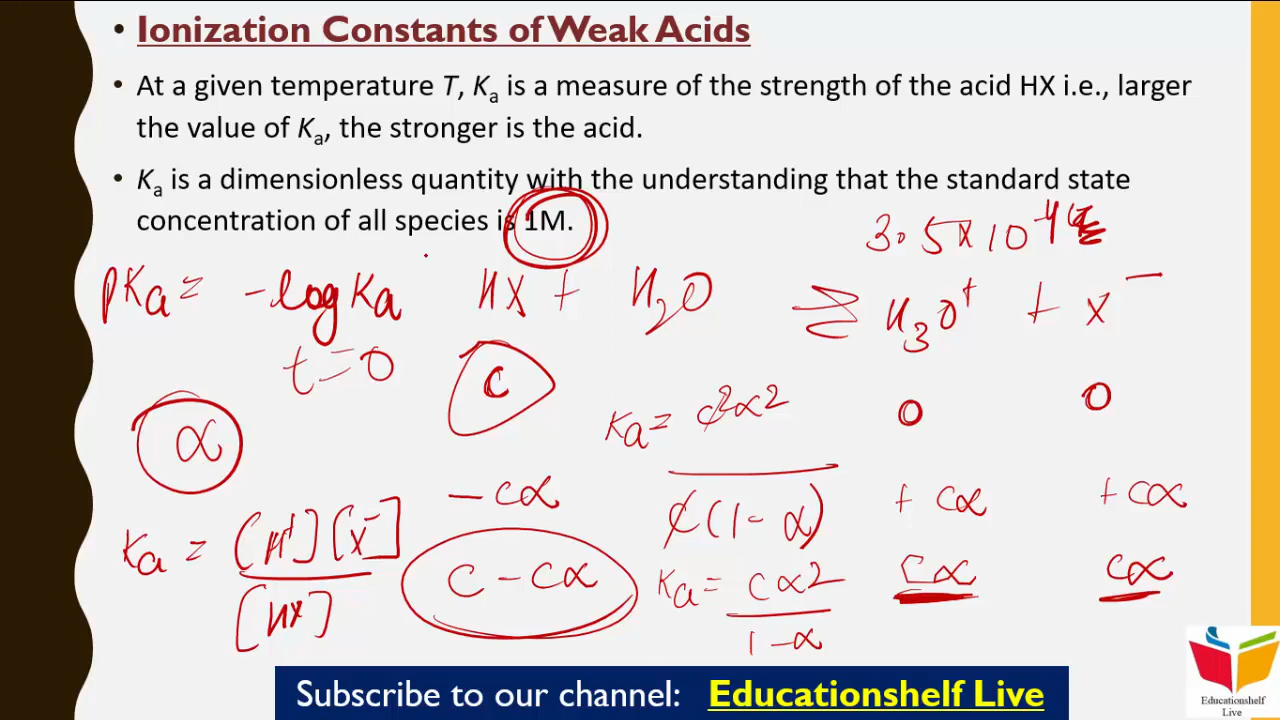 • Ionization Constants of Weak Acids
• At a given temperature T, Ka is a measure of the strength of the acid HX i.e., larger
the value of Ka, the stronger is the acid.
• Ka is a dimensionless quantity with the understanding that the standard state
concentration of all species is 1M.
3.5×10⁻⁴
pKa = -log Ka HX + H₂O ⇌ H₃O⁺ + X⁻
t=0 C 0 0
α
Ka = c²α² / c(1-α)
-cα +cα +cα
Ka = [H⁺][X⁻] / [HX]
C - cα cα cα
Ka = cα² / 1-α
Subscribe to our channel: Educationshelf Live
Educationshelf
Live